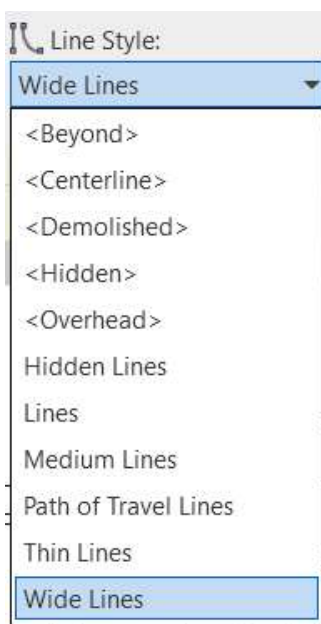 Line Style:
Wide Lines
<Beyond>
<Centerline>
<Demolished>
<Hidden>
<Overhead>
Hidden Lines
Lines
Medium Lines
Path of Travel Lines
Thin Lines
Wide Lines